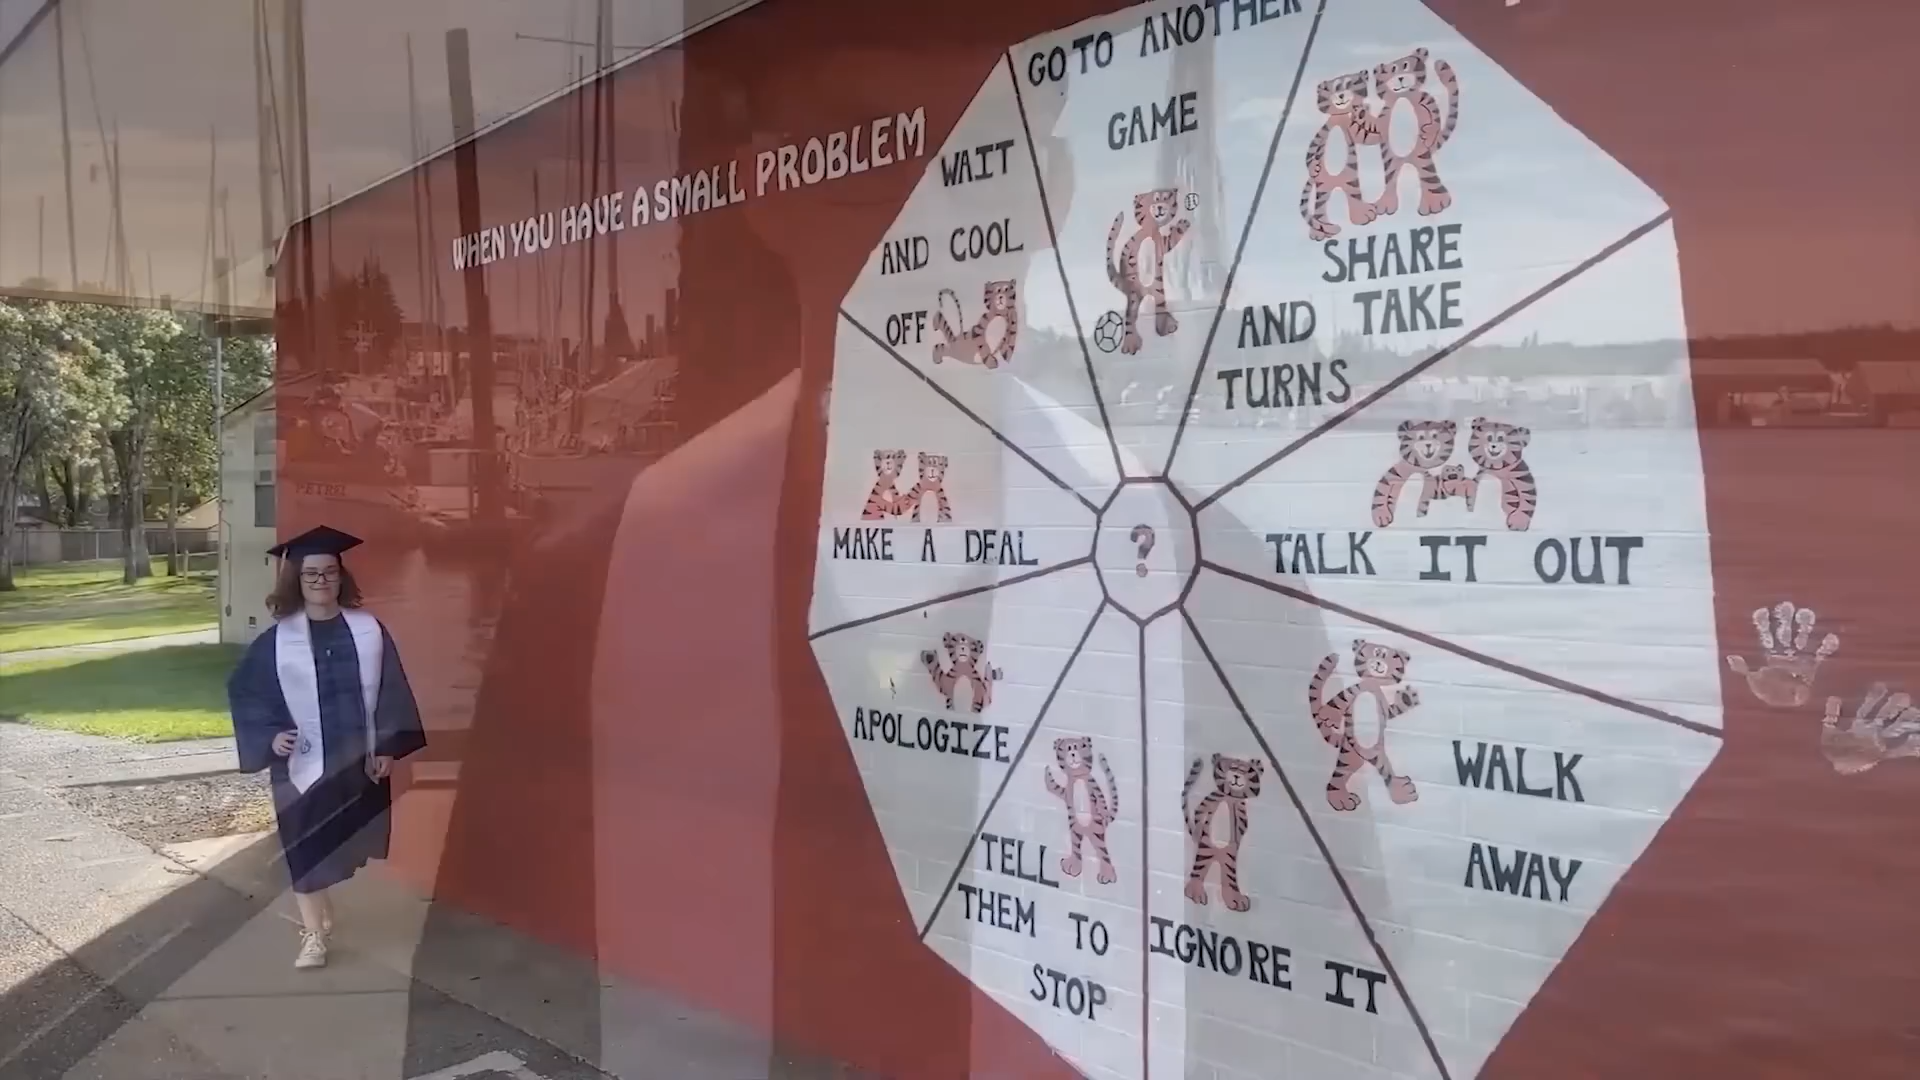 WHEN YOU HAVE A SMALL PROBLEM
WAIT
AND COOL
OFF
GO TO ANOTHER
GAME
SHARE
AND TAKE
TURNS
TALK IT OUT
WALK
AWAY
IGNORE IT
TELL
THEM TO
STOP
APOLOGIZE
MAKE A DEAL
?
PETREL